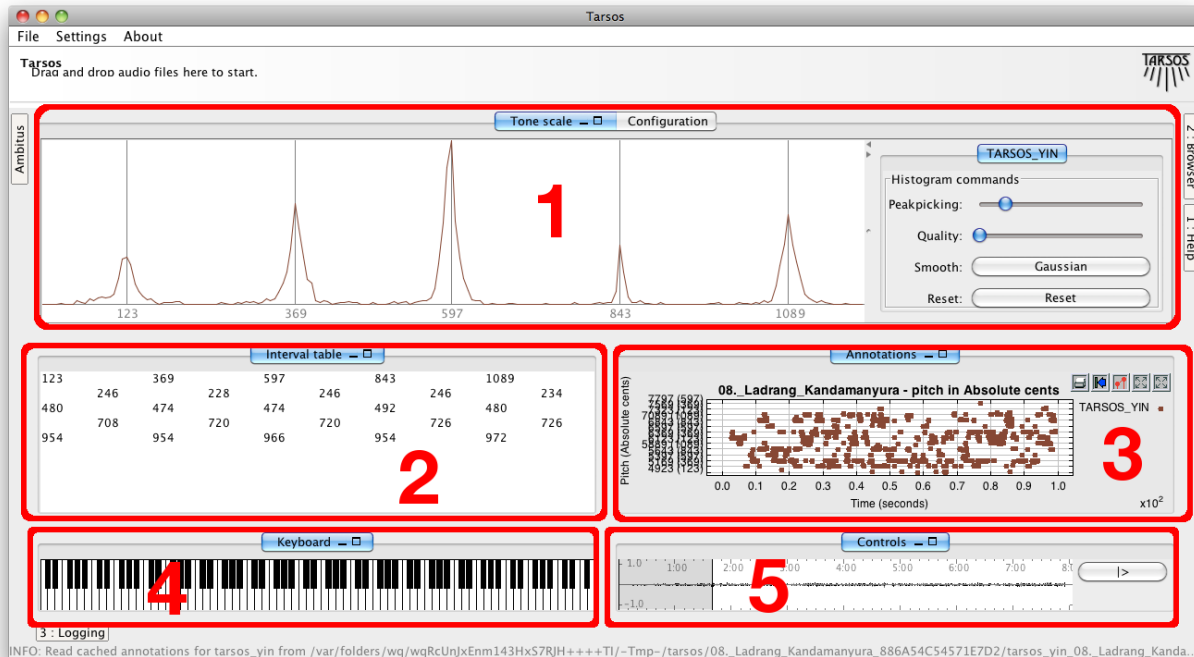 Tarsos
File Settings About
Tarsos
Drag and drop audio files here to start.
TARSOS
Ambitus
Tone scale
Configuration
1
123 369 597 843 1089
TARSOS_YIN
Histogram commands
Peakpicking:
Quality:
Smooth: Gaussian
Reset: Reset
2 : Browser
1 : Help
Interval table
123 369 597 843 1089
246 228 246 246 234
480 474 474 492 480
708 720 720 726 726
954 954 966 954 972
2
Annotations
08._Ladrang_Kandamanyura - pitch in Absolute cents
Pitch (Absolute cents)
7797 (597)
4923 (123)
0.0 0.1 0.2 0.3 0.4 0.5 0.6 0.7 0.8 0.9 1.0
Time (seconds)
x10²
TARSOS_YIN
3
Keyboard
4
Controls
1.0
-1.0
1:00 2:00 3:00 4:00 5:00 6:00 7:00 8:
|>
5
3 : Logging
INFO: Read cached annotations for tarsos_yin from /var/folders/wq/wqRcUnJxEnm143HxS7RJH++++TI/-Tmp-/tarsos/08._Ladrang_Kandamanyura_886A54C54571E7D2/tarsos_yin_08._Ladrang_Kanda...